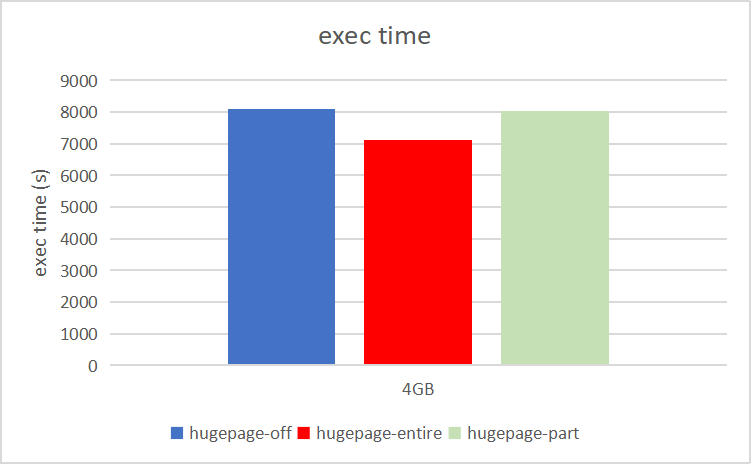 exec time
9000
8000
7000
6000
5000
4000
3000
2000
1000
0
exec time (s)
4GB
hugepage-off hugepage-entire hugepage-part